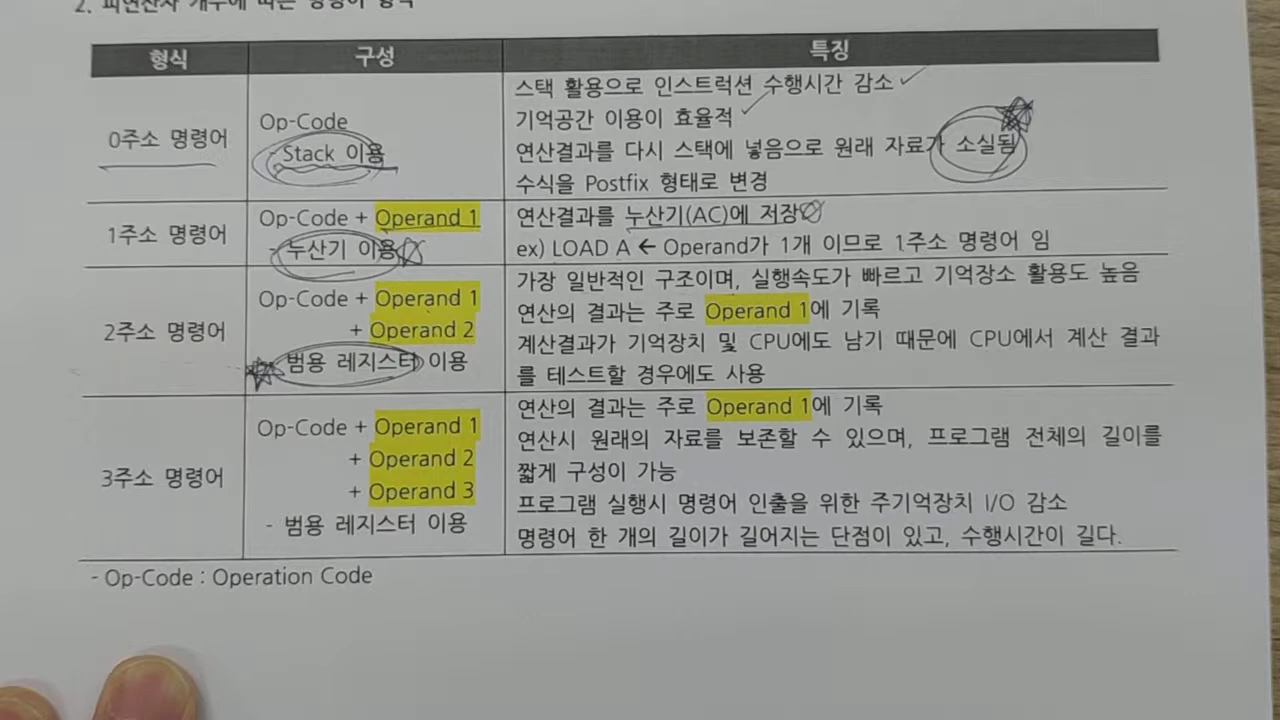 2. 피연산자 개수에 따른 명령어 형식
형식 구성 특징
0주소 명령어
Op-Code
- Stack 이용
스택 활용으로 인스트럭션 수행시간 감소
기억공간 이용이 효율적
연산결과를 다시 스택에 넣음으로 원래 자료가 소실됨
수식을 Postfix 형태로 변경
1주소 명령어
Op-Code + Operand 1
- 누산기 이용
연산결과를 누산기(AC)에 저장
ex) LOAD A ← Operand가 1개 이므로 1주소 명령어 임
2주소 명령어
Op-Code + Operand 1
+ Operand 2
- 범용 레지스터 이용
가장 일반적인 구조이며, 실행속도가 빠르고 기억장소 활용도 높음
연산의 결과는 주로 Operand 1에 기록
계산결과가 기억장치 및 CPU에도 남기 때문에 CPU에서 계산 결과
를 테스트할 경우에도 사용
3주소 명령어
Op-Code + Operand 1
+ Operand 2
+ Operand 3
- 범용 레지스터 이용
연산의 결과는 주로 Operand 1에 기록
연산시 원래의 자료를 보존할 수 있으며, 프로그램 전체의 길이를
짧게 구성이 가능
프로그램 실행시 명령어 인출을 위한 주기억장치 I/O 감소
명령어 한 개의 길이가 길어지는 단점이 있고, 수행시간이 길다.
- Op-Code : Operation Code